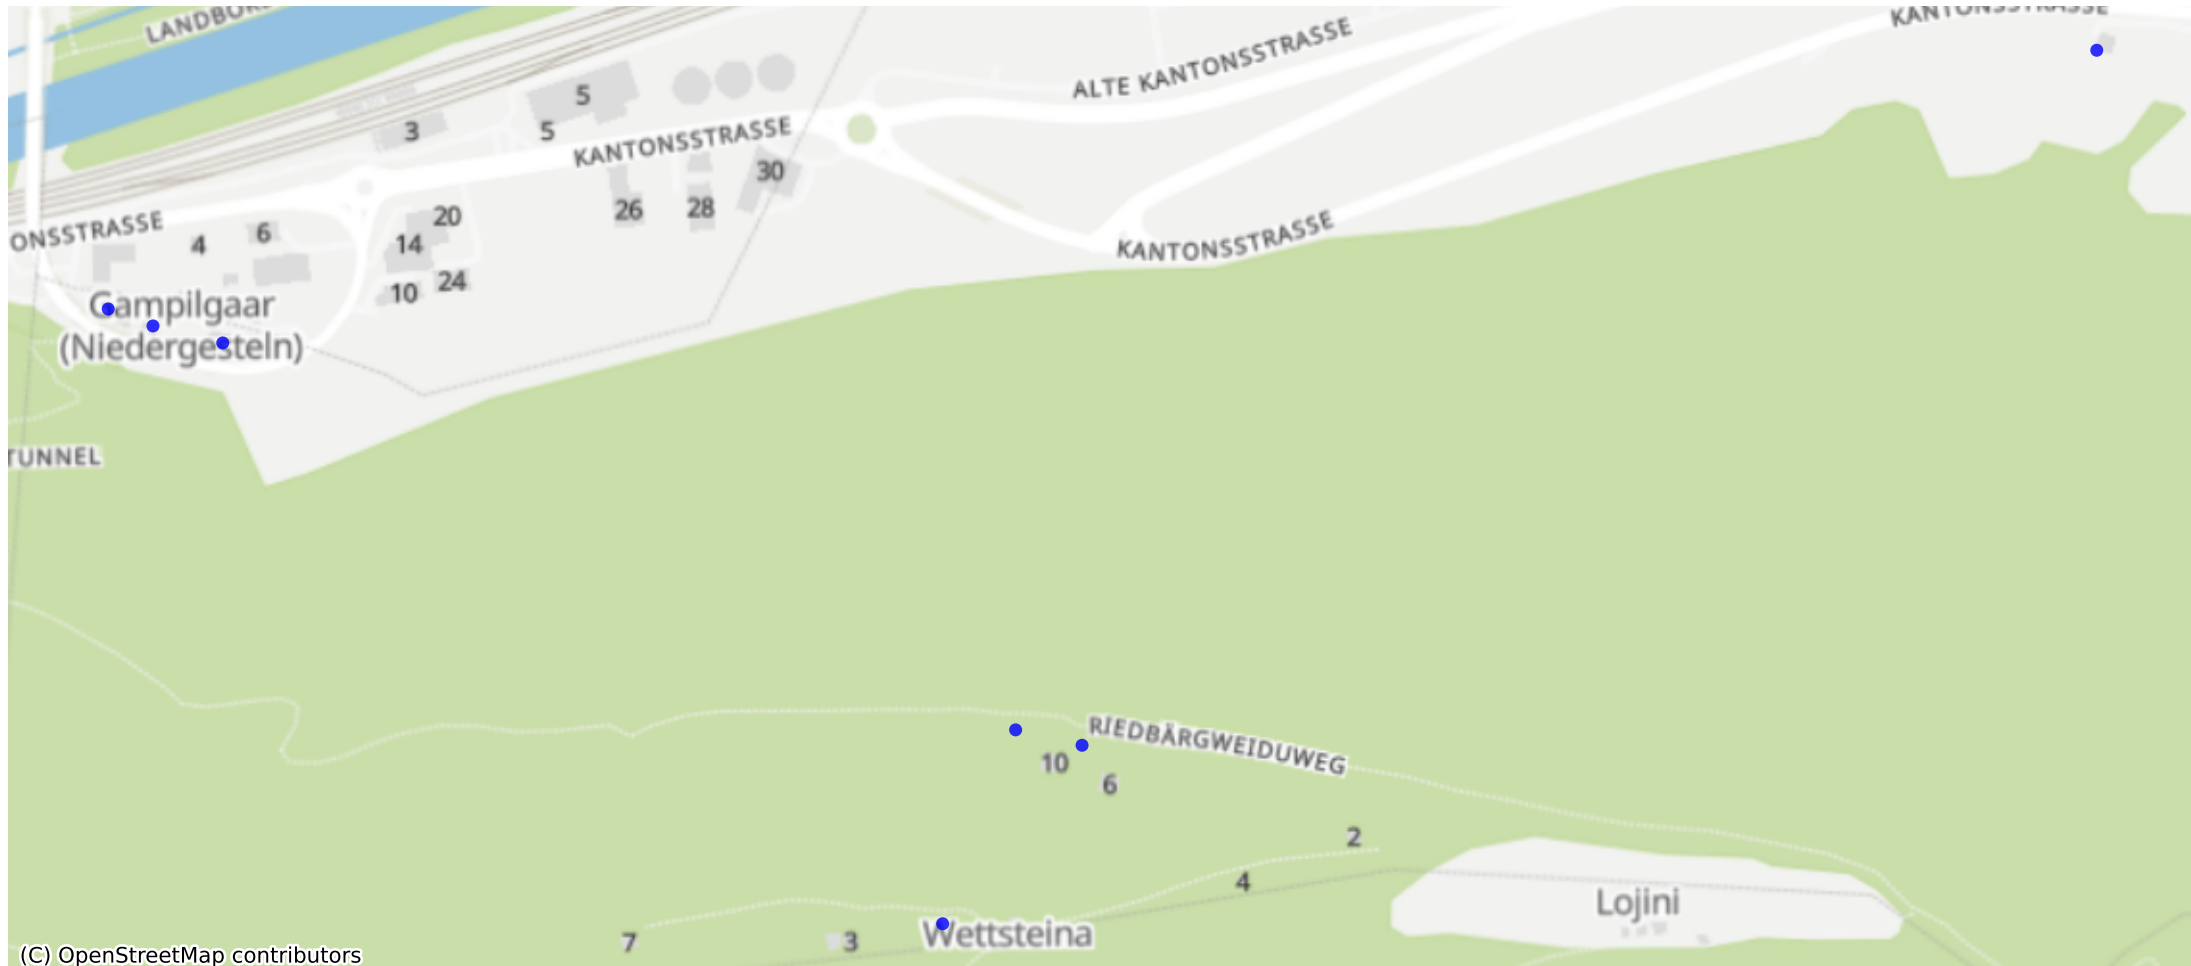 KANTONSSTRASSE
ALTE KANTONSSTRASSE
5
3
5
KANTONSSTRASSE
30
26
28
20
ONSSTRASSE
6
4
14
KANTONSSTRASSE
24
10
Gampilgaar
(Niedergesteln)
TUNNEL
RIEDBÄRGWEIDUWEG
10
6
2
4
Lojini
Wettsteina
7
3
(C) OpenStreetMap contributors